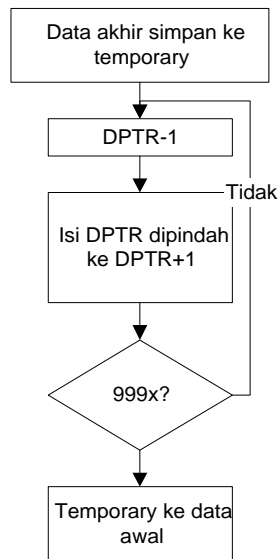 Data akhir simpan ke
temporary
DPTR-1
Tidak
Isi DPTR dipindah
ke DPTR+1
999x?
Temporary ke data
awal